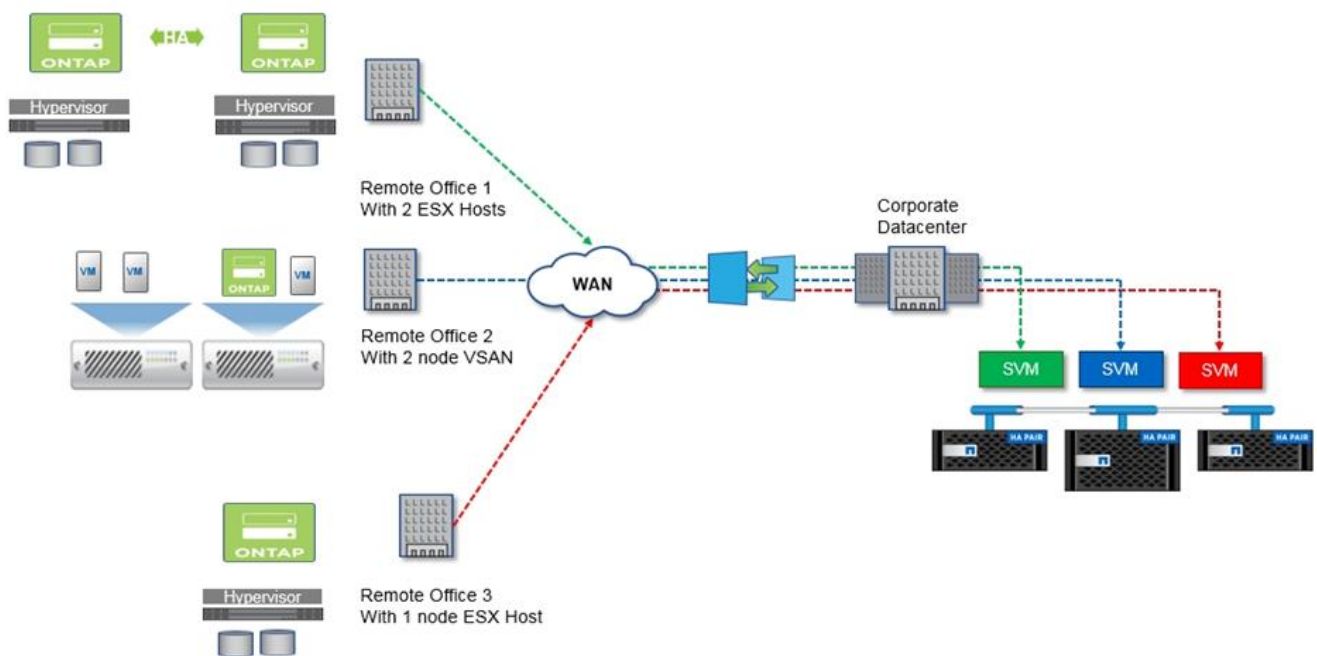 HA
ONTAP
ONTAP
Hypervisor
Hypervisor
Remote Office 1
With 2 ESX Hosts
VM
VM
VM
Remote Office 2
With 2 node VSAN
WAN
Corporate
Datacenter
SVM
SVM
SVM
HA PAIR
HA PAIR
HA PAIR
ONTAP
Hypervisor
Remote Office 3
With 1 node ESX Host